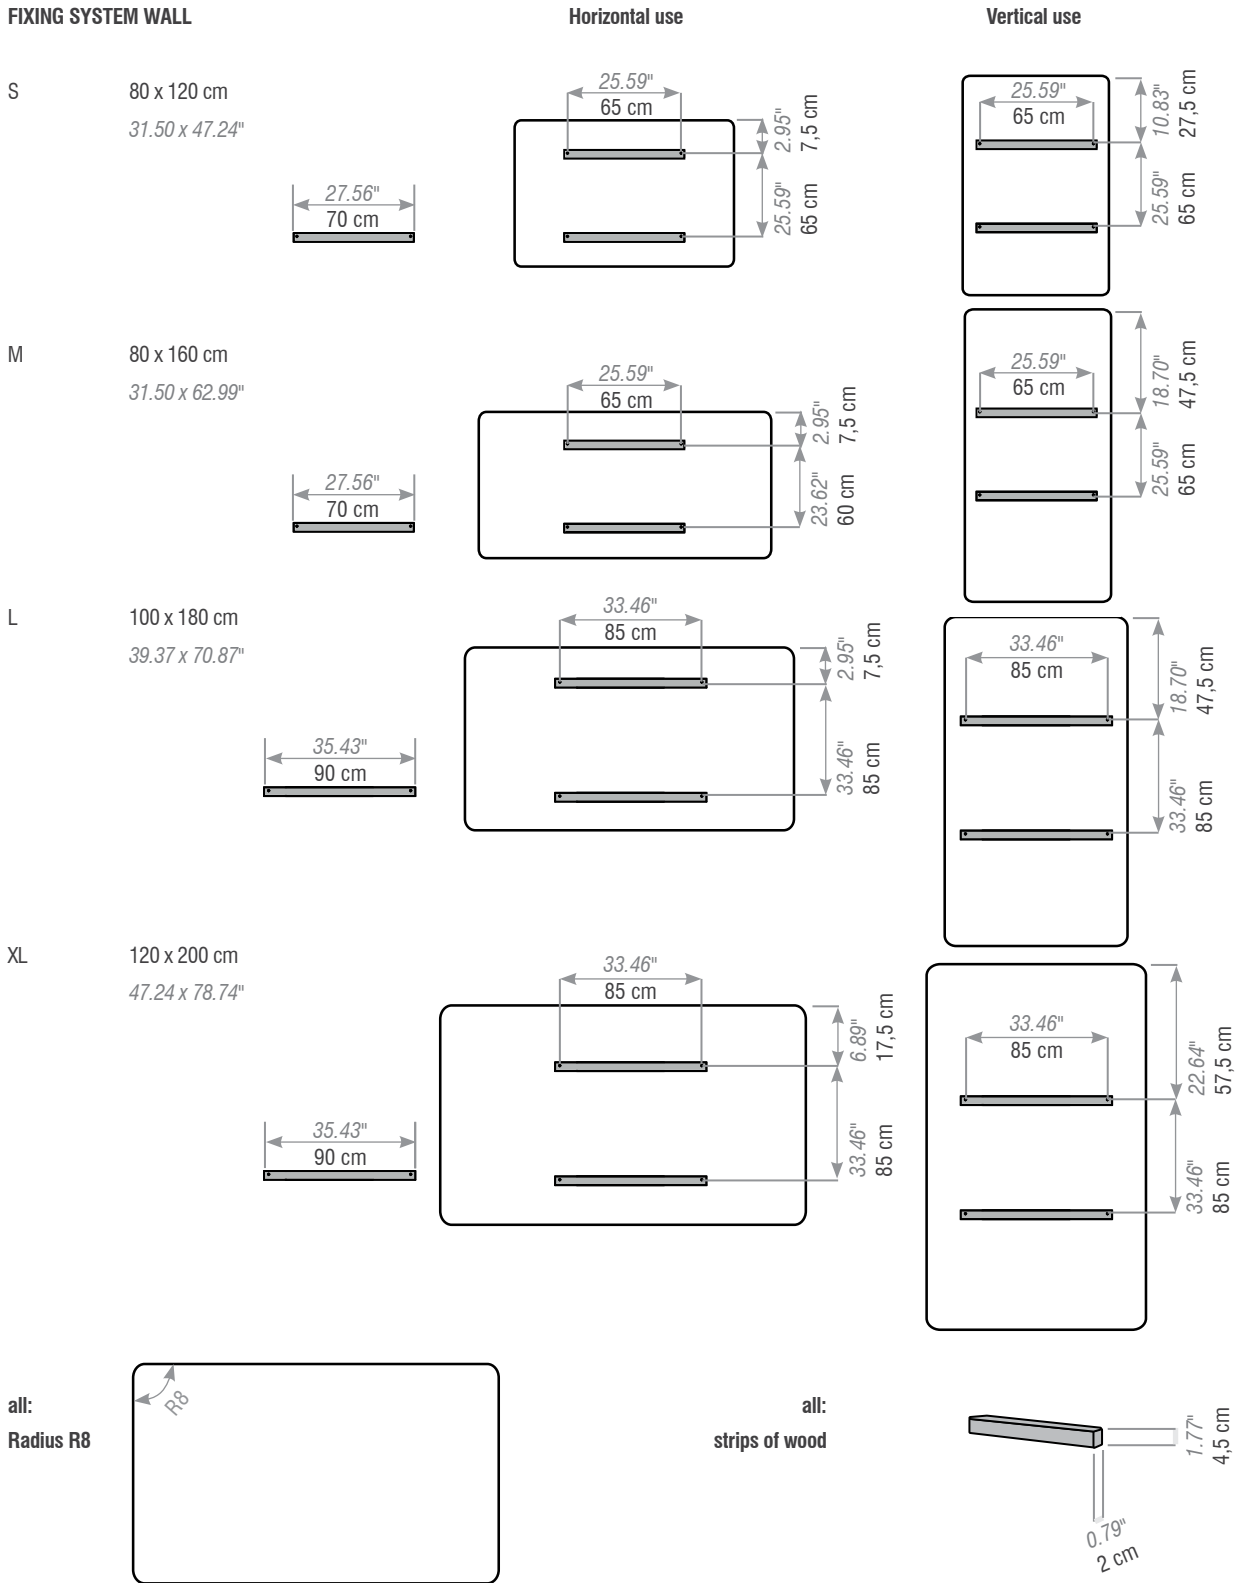 FIXING SYSTEM WALL
Horizontal use
Vertical use
S
80 x 120 cm
31.50 x 47.24"
27.56"
70 cm
25.59"
65 cm
2.95"
7,5 cm
25.59"
65 cm
25.59"
65 cm
10.83"
27,5 cm
25.59"
65 cm
M
80 x 160 cm
31.50 x 62.99"
27.56"
70 cm
25.59"
65 cm
2.95"
7,5 cm
23.62"
60 cm
25.59"
65 cm
18.70"
47,5 cm
25.59"
65 cm
L
100 x 180 cm
39.37 x 70.87"
35.43"
90 cm
33.46"
85 cm
2.95"
7,5 cm
33.46"
85 cm
33.46"
85 cm
18.70"
47,5 cm
33.46"
85 cm
XL
120 x 200 cm
47.24 x 78.74"
35.43"
90 cm
33.46"
85 cm
6.89"
17,5 cm
33.46"
85 cm
33.46"
85 cm
22.64"
57,5 cm
33.46"
85 cm
all:
Radius R8
R8
all:
strips of wood
1.77"
4,5 cm
0.79"
2 cm